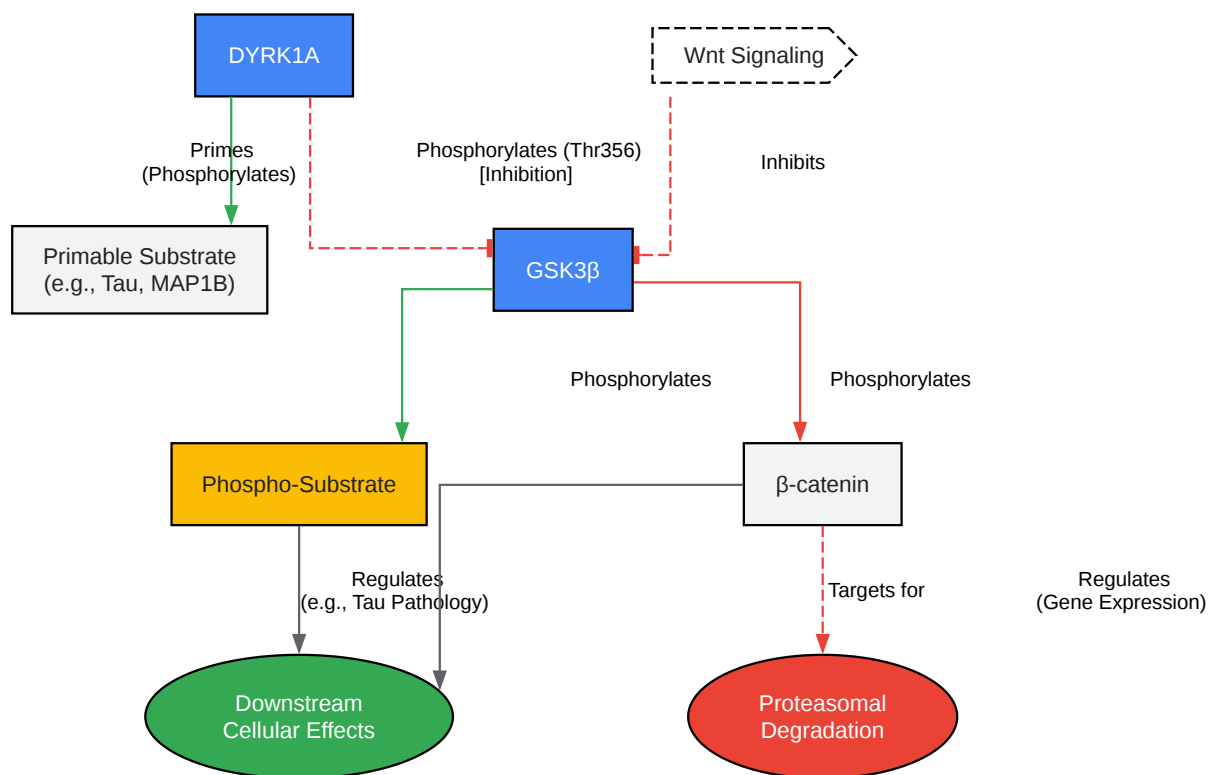 DYRK1A
Wnt Signaling
Primes
(Phosphorylates)
Phosphorylates (Thr356)
[Inhibition]
Inhibits
Primable Substrate
(e.g., Tau, MAP1B)
GSK3β
Phosphorylates
Phosphorylates
Phospho-Substrate
β-catenin
Regulates
(e.g., Tau Pathology)
Targets for
Regulates
(Gene Expression)
Downstream
Cellular Effects
Proteasomal
Degradation